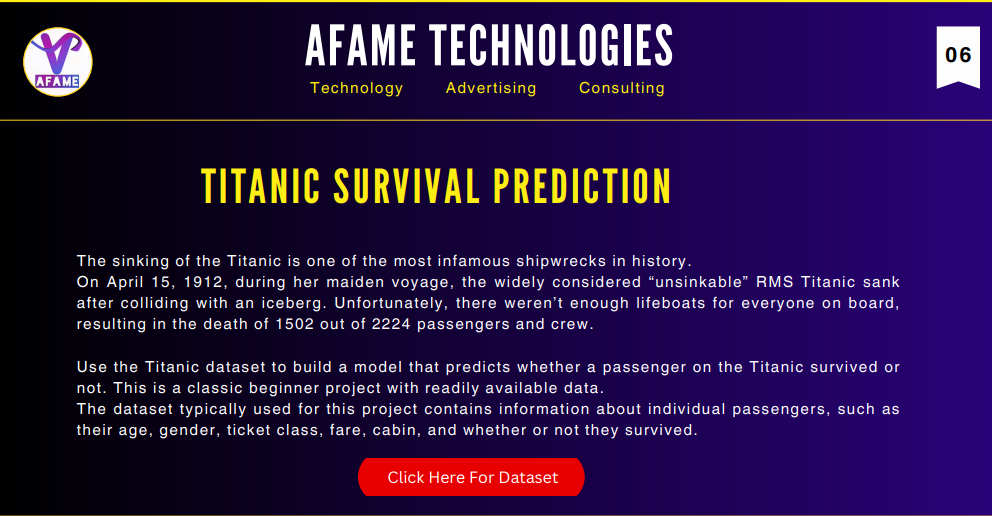 AFAME
AFAME TECHNOLOGIES
Technology Advertising Consulting
06
TITANIC SURVIVAL PREDICTION
The sinking of the Titanic is one of the most infamous shipwrecks in history.
On April 15, 1912, during her maiden voyage, the widely considered “unsinkable” RMS Titanic sank
after colliding with an iceberg. Unfortunately, there weren’t enough lifeboats for everyone on board,
resulting in the death of 1502 out of 2224 passengers and crew.
Use the Titanic dataset to build a model that predicts whether a passenger on the Titanic survived or
not. This is a classic beginner project with readily available data.
The dataset typically used for this project contains information about individual passengers, such as
their age, gender, ticket class, fare, cabin, and whether or not they survived.
Click Here For Dataset